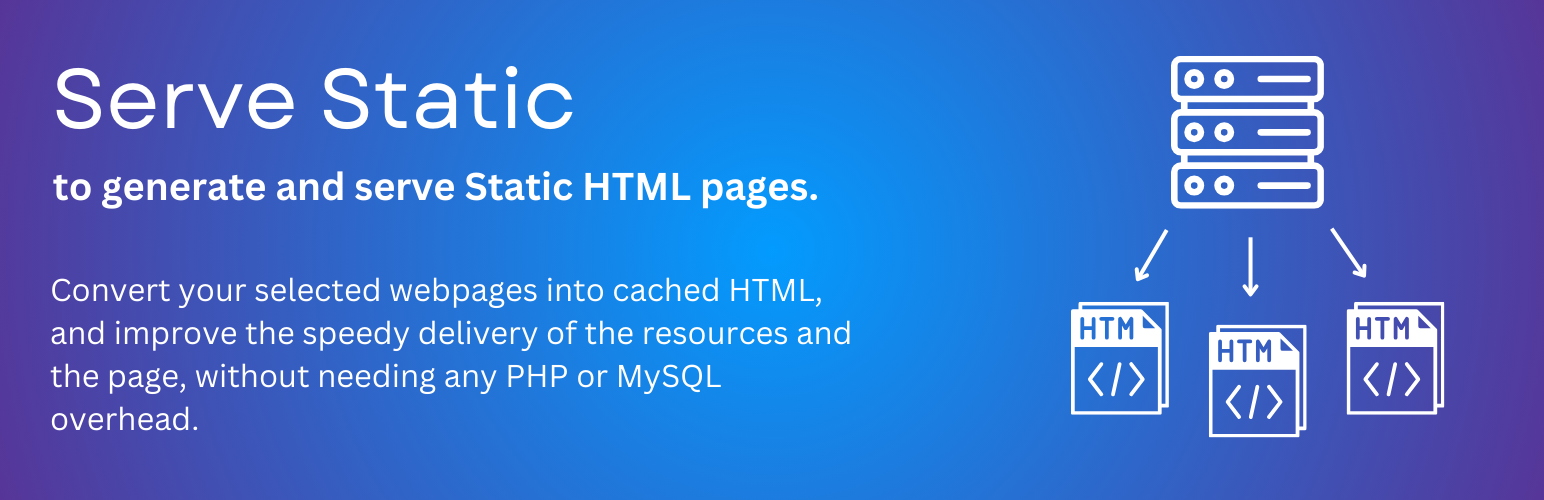 Serve Static
to generate and serve Static HTML pages.
Convert your selected webpages into cached HTML,
and improve the speedy delivery of the resources and
the page, without needing any PHP or MySQL
overhead.
HTM
</>
HTM
</>
HTM
</>